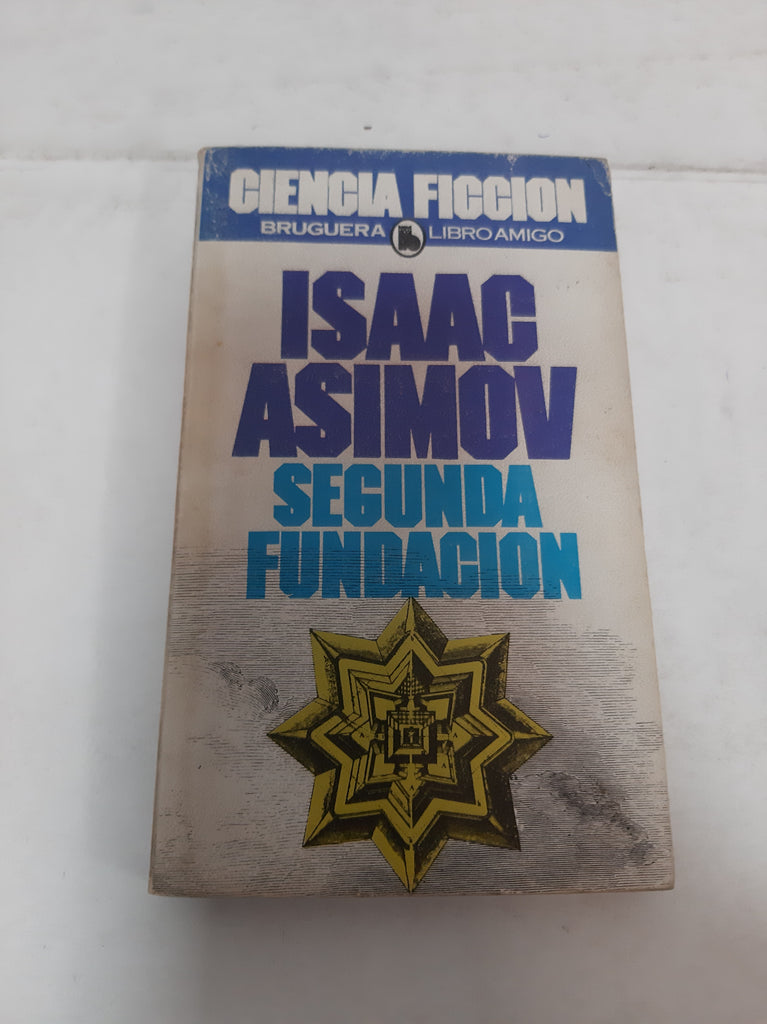 CIENCIA FICCION
BRUGUERA LIBRO AMIGO
ISAAC
ASIMOV
SEGUNDA
FUNDACION